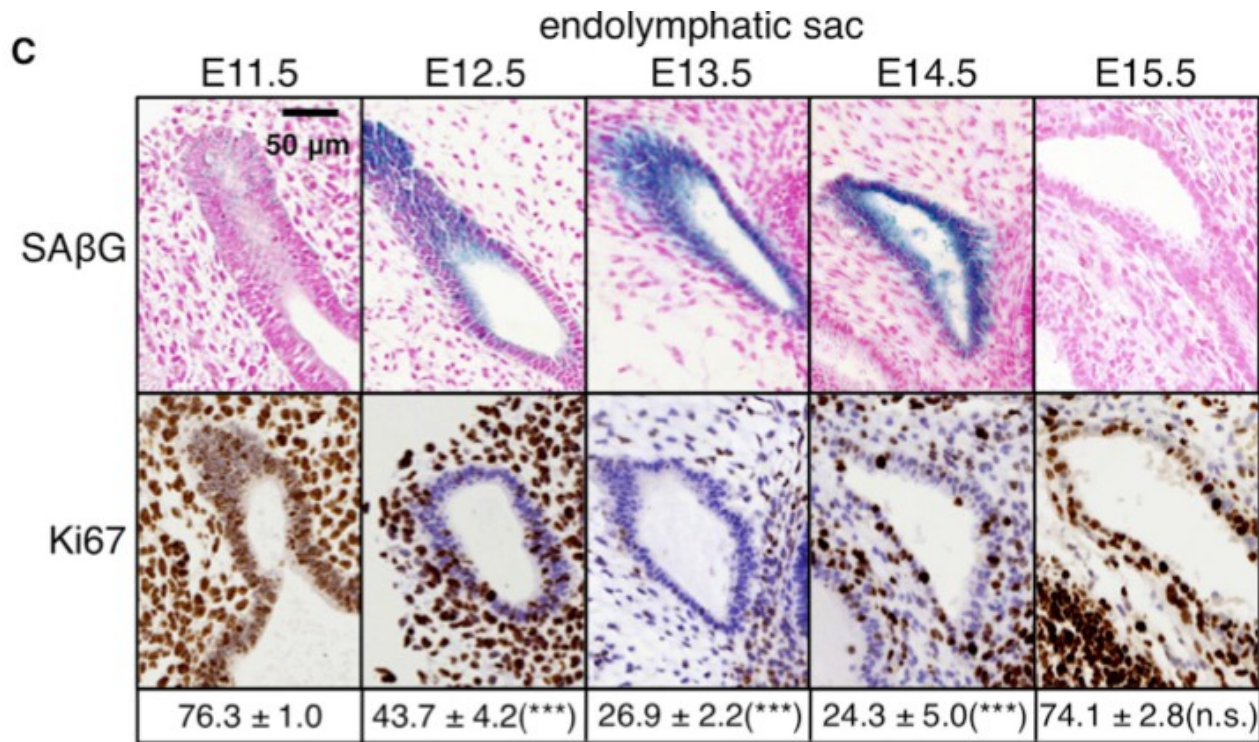 C
endolymphatic sac
E11.5 E12.5 E13.5 E14.5 E15.5
50 µm
SAβG
Ki67
76.3 ± 1.0 43.7 ± 4.2(***) 26.9 ± 2.2(***) 24.3 ± 5.0(***) 74.1 ± 2.8(n.s.)